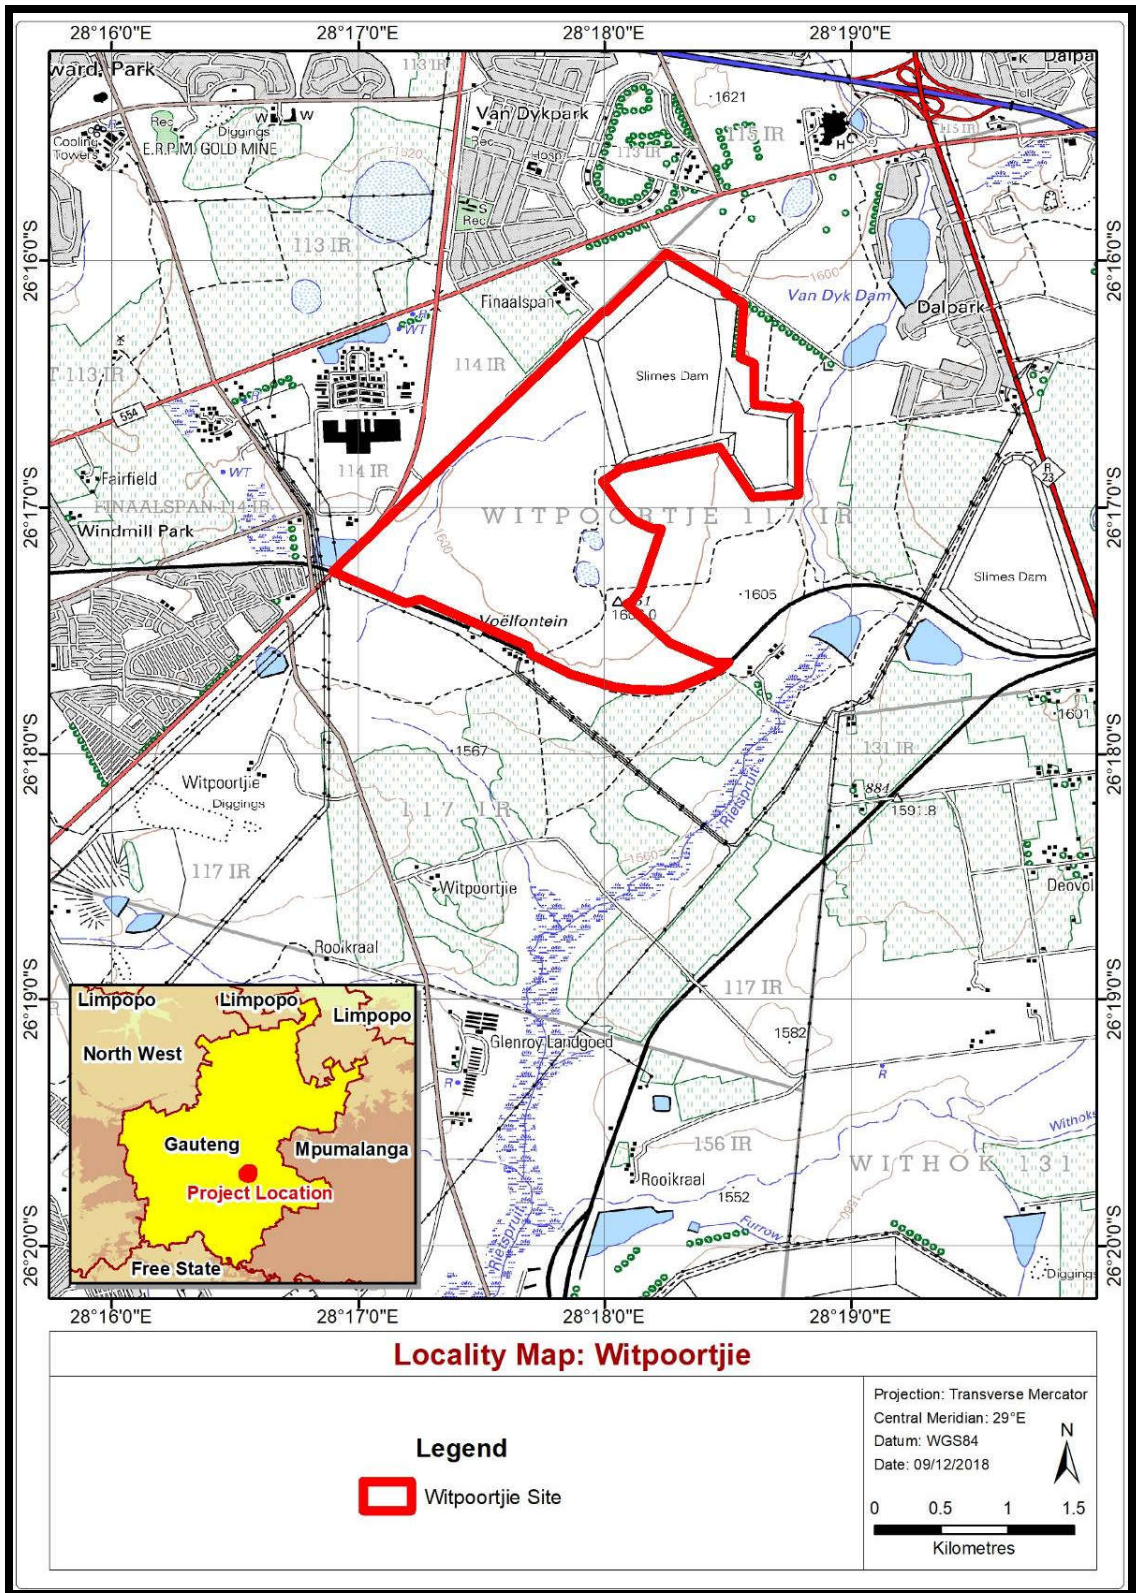 28°16'0"E
28°17'0"E
28°18'0"E
28°19'0"E
ward Park
113 IR
Dalpa
K
Toll
Van Dykpark
1621
115 IR
115 IR
Rec
W
W
Diggings
Cooling
Towers
E.R.P.M. GOLD MINE
Rec
Hosp
113 IR
H
S
Rec
113 IR
26°16'0"S
26°16'0"S
1600
Finaalspan
Van Dyk Dam
Dalpark
R
WT
114 IR
T 113 IR
Slimes Dam
554
R
WT
114 IR
R
23
Fairfield
26°17'0"S
26°17'0"S
FINAALSPAN 114 IR
WITPOORTJE 117 IR
Windmill Park
1600
Slimes Dam
1605
Voëlfontein
1601
26°18'0"S
26°18'0"S
1567
131 IR
Witpoortjie
Diggings
884
1591.8
117 IR
Rietspruit
1550
117 IR
Witpoortjie
Deovol
Rooikraal
117 IR
26°19'0"S
26°19'0"S
1582
Glenroy Landgoed
R
R
Limpopo
Limpopo
Limpopo
North West
Gauteng
Mpumalanga
Project Location
Free State
Withoks
156 IR
WITHOK 131
Rooikraal
1552
1550
Furrow
Rietspruit
26°20'0"S
26°20'0"S
Diggings
28°16'0"E
28°17'0"E
28°18'0"E
28°19'0"E
Locality Map: Witpoortjie
Legend
Witpoortjie Site
Projection: Transverse Mercator
Central Meridian: 29°E
Datum: WGS84
Date: 09/12/2018
N
0 0.5 1 1.5
Kilometres